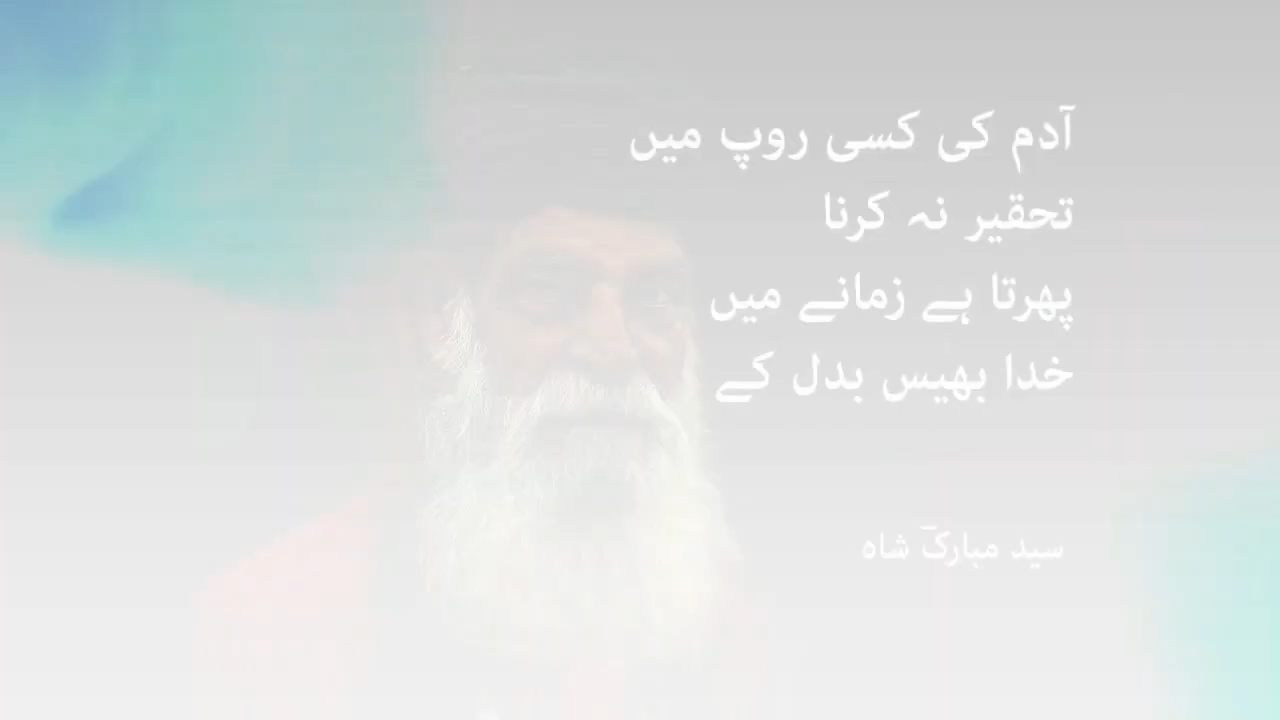 آدم کی کسی روپ میں
تحقیر نہ کرنا
پھرتا ہے زمانے میں
خدا بھیس بدل کے
سید مبارکؔ شاہ